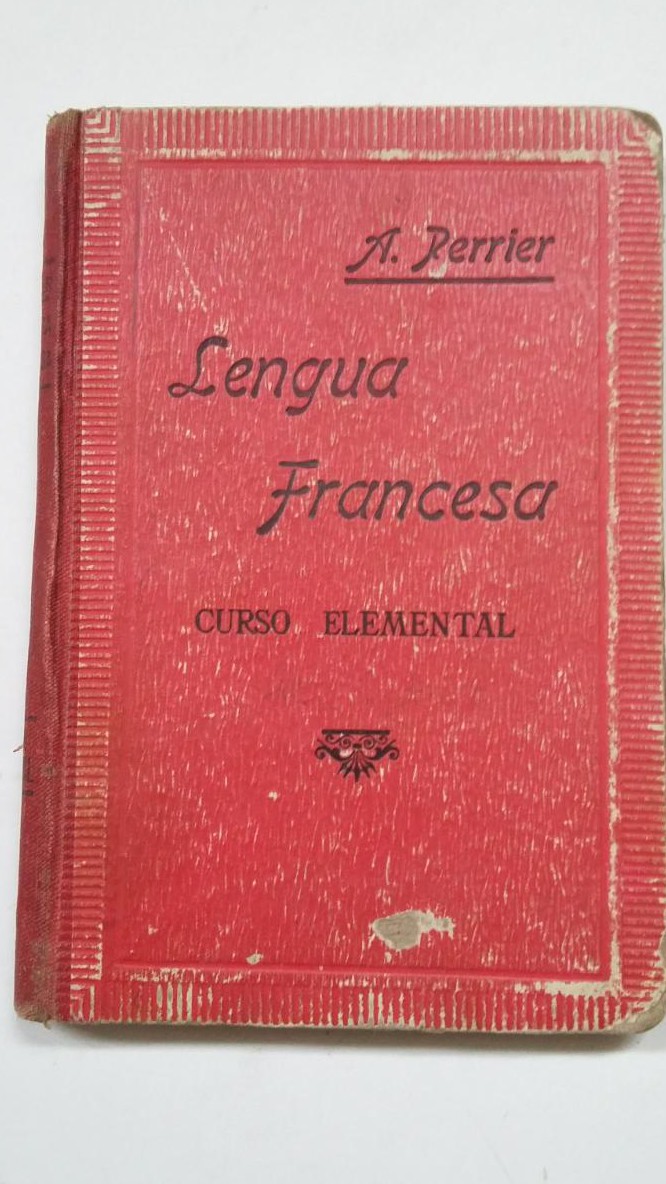 A. Perrier
Lengua
Francesa
CURSO ELEMENTAL